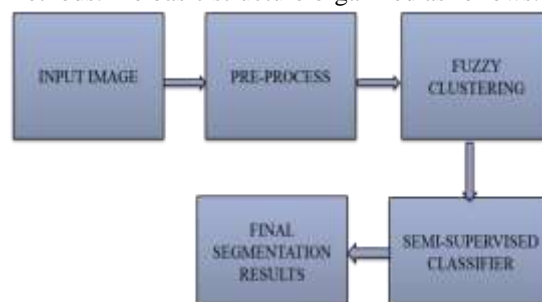 INPUT IMAGE
PRE-PROCESS
FUZZY
CLUSTERING
SEMI-SUPERVISED
CLASSIFIER
FINAL
SEGMENTATION
RESULTS